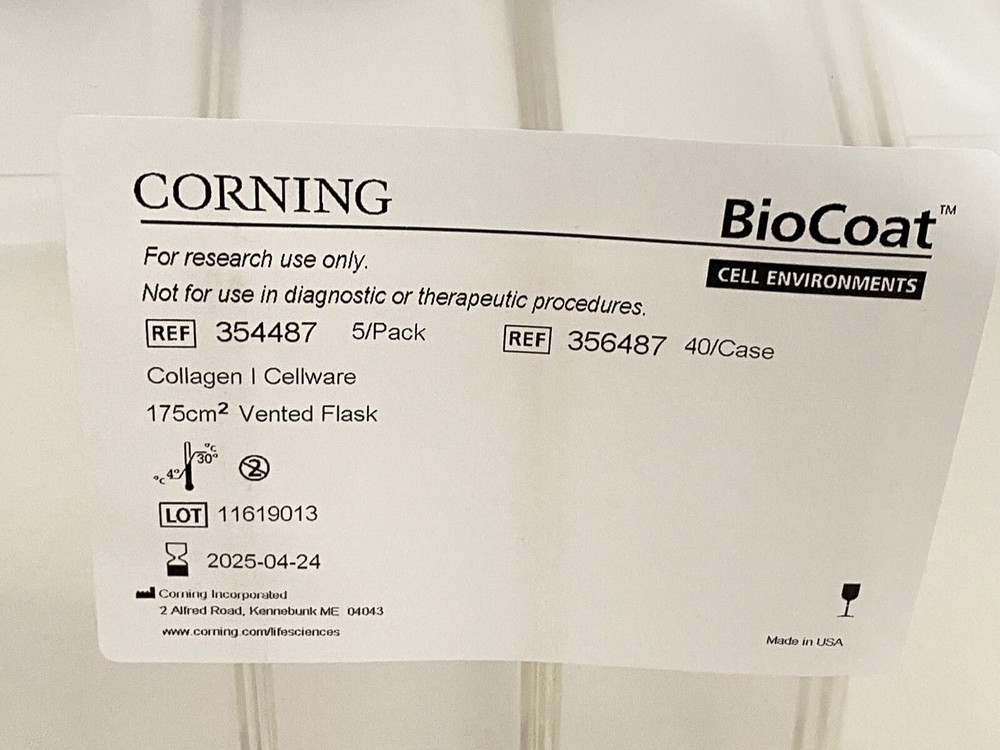 CORNING
BioCoat™
CELL ENVIRONMENTS
For research use only.
Not for use in diagnostic or therapeutic procedures.
REF 354487 5/Pack REF 356487 40/Case
Collagen I Cellware
175cm² Vented Flask
°C 4° 30° °C 2
LOT 11619013
2025-04-24
Corning Incorporated
2 Alfred Road, Kennebunk ME 04043
www.corning.com/lifesciences
Made in USA